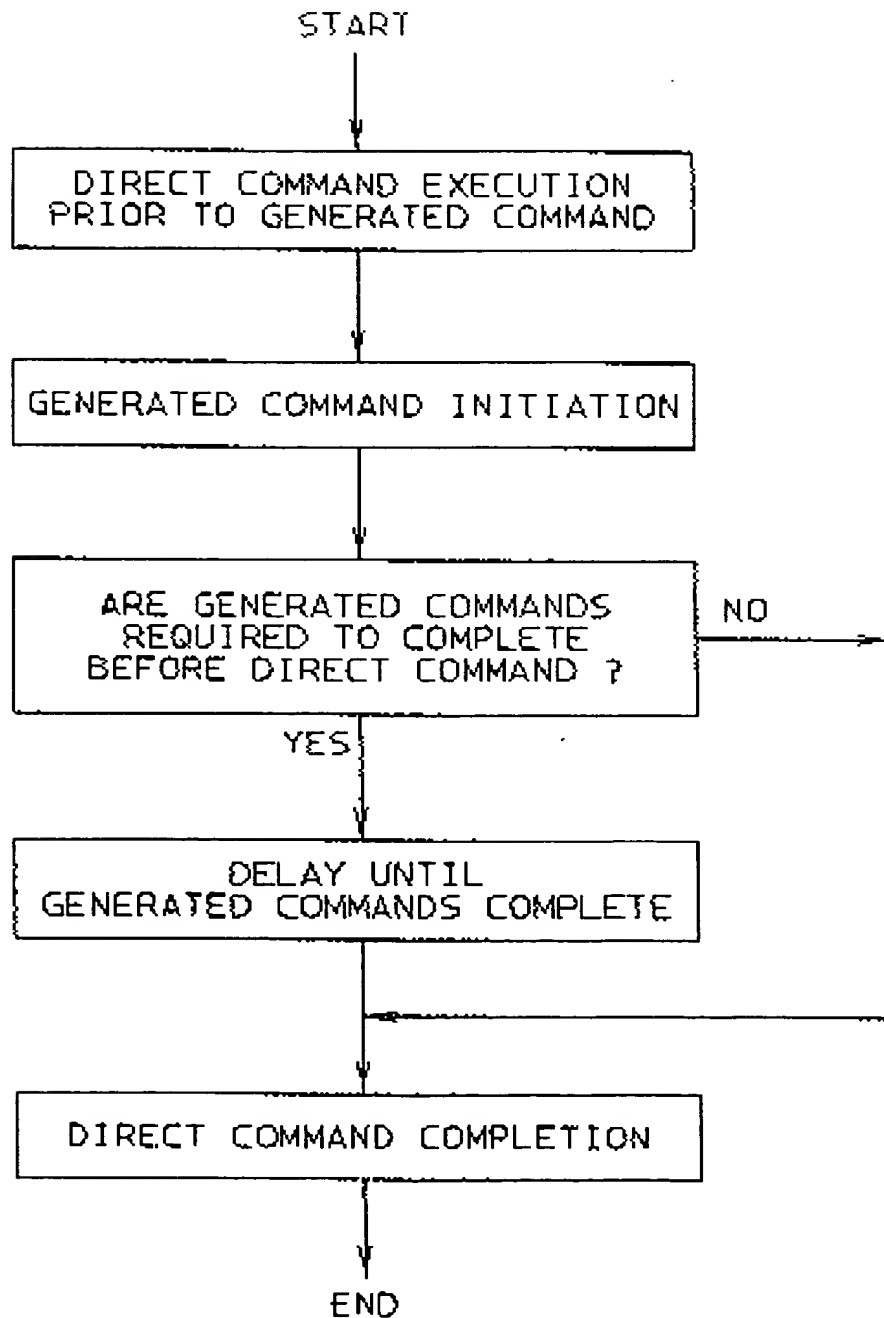 START
DIRECT COMMAND EXECUTION
PRIOR TO GENERATED COMMAND
GENERATED COMMAND INITIATION
ARE GENERATED COMMANDS
REQUIRED TO COMPLETE
BEFORE DIRECT COMMAND ?
NO
YES
DELAY UNTIL
GENERATED COMMANDS COMPLETE
DIRECT COMMAND COMPLETION
END